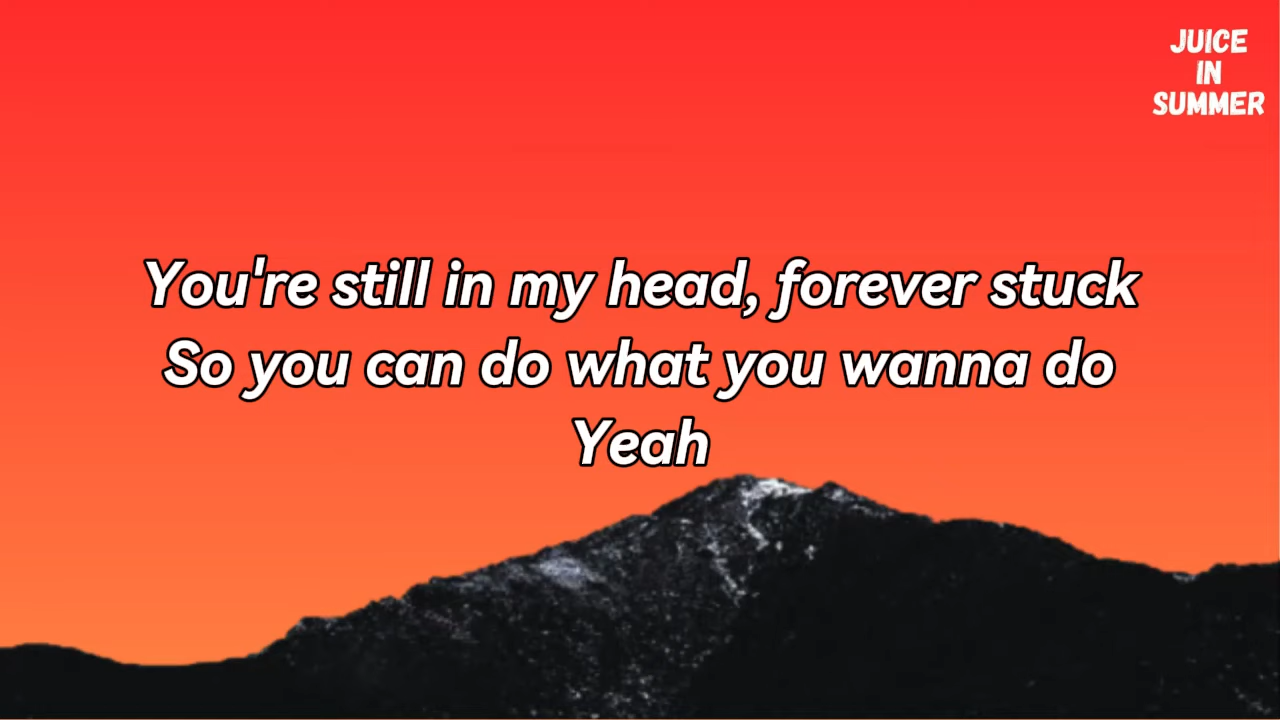 JUICE
IN
SUMMER
You're still in my head, forever stuck
So you can do what you wanna do
Yeah